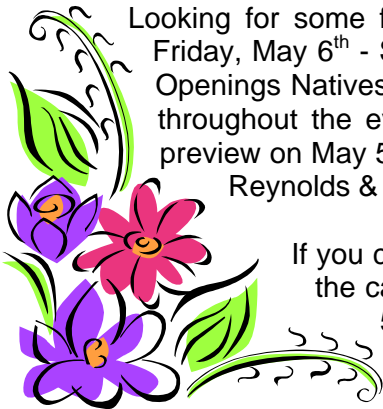 Looking for some f
Friday, May 6th - S
Openings Natives
throughout the e
preview on May 5
Reynolds &
If you c
the ca
5